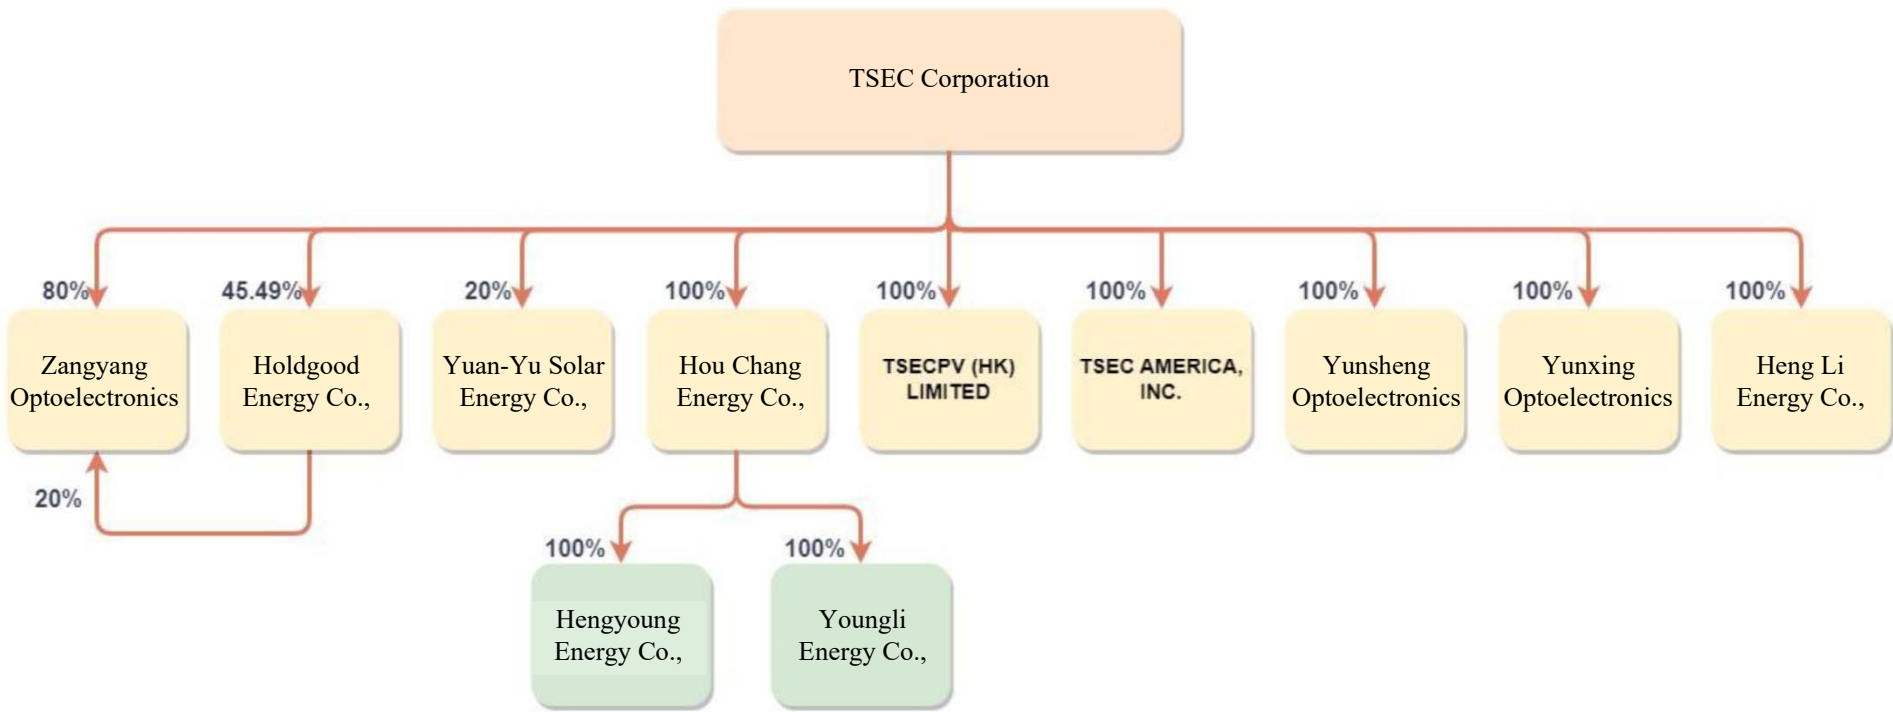 TSEC Corporation
80%
45.49%
20%
100%
100%
100%
100%
100%
100%
Zangyang
Optoelectronics
Holdgood
Energy Co.,
Yuan-Yu Solar
Energy Co.,
Hou Chang
Energy Co.,
TSECPV (HK)
LIMITED
TSEC AMERICA,
INC.
Yunsheng
Optoelectronics
Yunxing
Optoelectronics
Heng Li
Energy Co.,
20%
100%
100%
Hengyoung
Energy Co.,
Youngli
Energy Co.,